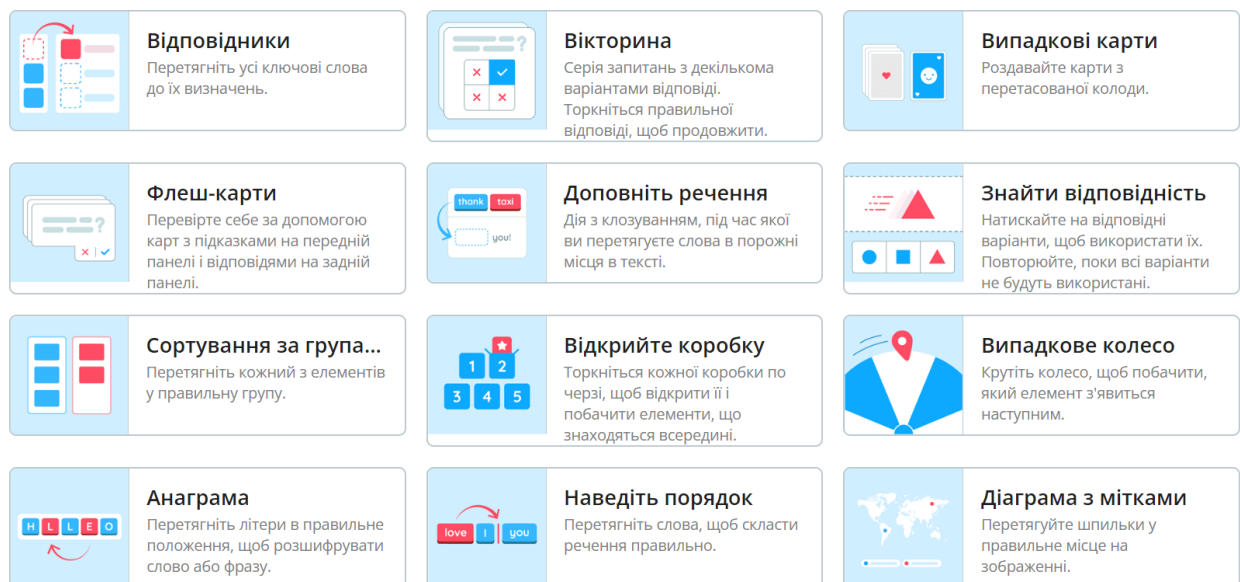 Відповідники
Перетягніть усі ключові слова
до їх визначень.
?
Вікторина
Серія запитань з декількома
варіантами відповіді.
Торкніться правильної
відповіді, щоб продовжити.
Випадкові карти
Роздавайте карти з
перетасованої колоди.
?
Флеш-карти
Перевірте себе за допомогою
карт з підказками на передній
панелі і відповідями на задній
панелі.
thank taxi
you!
Доповніть речення
Дія з клозуванням, під час якої
ви перетягуєте слова в порожні
місця в тексті.
Знайти відповідність
Натискайте на відповідні
варіанти, щоб використати їх.
Повторюйте, поки всі варіанти
не будуть використані.
Сортування за група...
Перетягніть кожний з елементів
у правильну групу.
1 2
3 4 5
Відкрийте коробку
Торкніться кожної коробки по
черзі, щоб відкрити її і
побачити елементи, що
знаходяться всередині.
Випадкове колесо
Крутіть колесо, щоб побачити,
який елемент з'явиться
наступним.
H L L E O
Анаграма
Перетягніть літери в правильне
положення, щоб розшифрувати
слово або фразу.
love I you
Наведіть порядок
Перетягніть слова, щоб скласти
речення правильно.
Діаграма з мітками
Перетягуйте шпильки у
правильне місце на
зображенні.